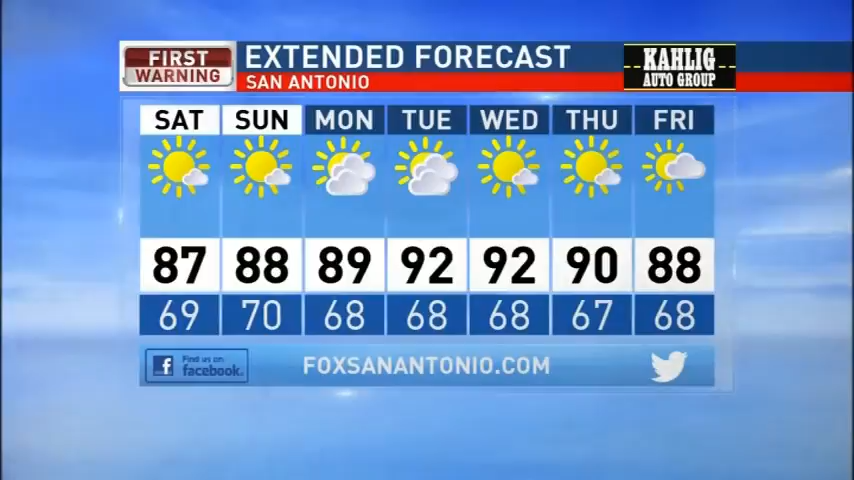 FIRST
WARNING
EXTENDED FORECAST
SAN ANTONIO
KAHLIG
AUTO GROUP
SAT SUN MON TUE WED THU FRI
87 88 89 92 92 90 88
69 70 68 68 68 67 68
f Find us on
facebook.
FOXSANANTONIO.COM